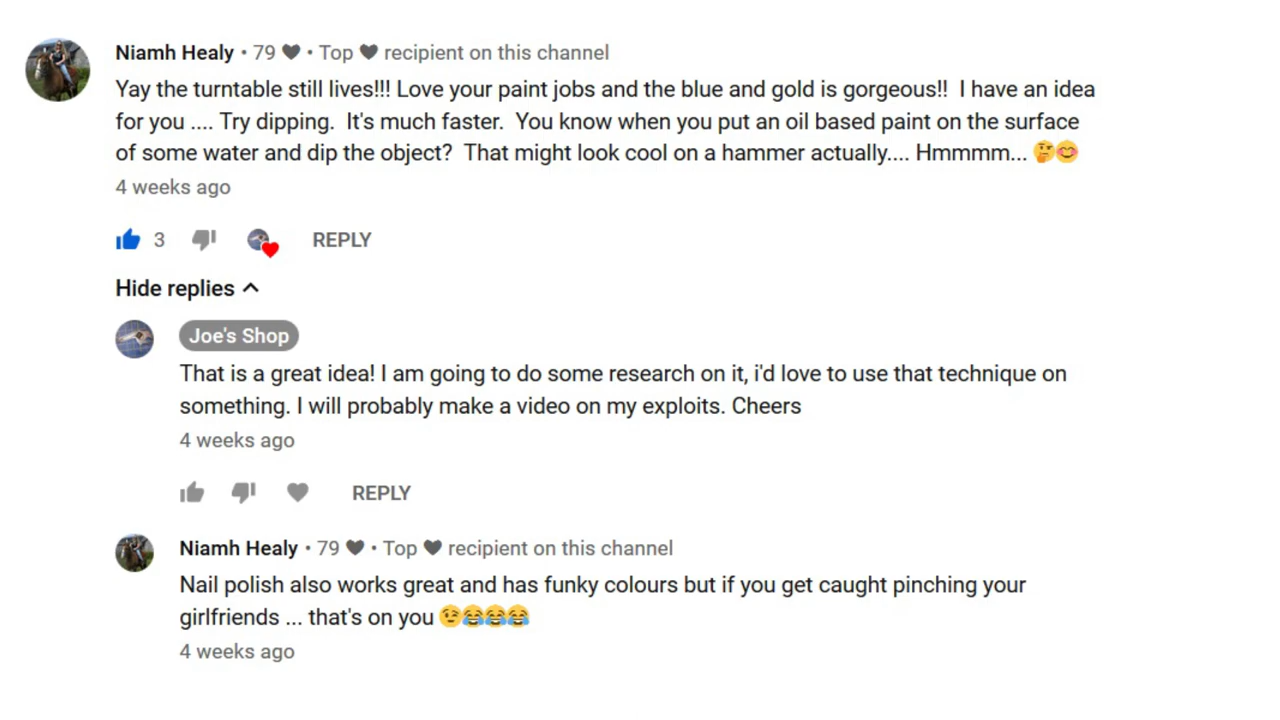 Niamh Healy • 79 🖤 • Top 🖤 recipient on this channel
Yay the turntable still lives!!! Love your paint jobs and the blue and gold is gorgeous!!  I have an idea
for you .... Try dipping.  It's much faster.  You know when you put an oil based paint on the surface
of some water and dip the object?  That might look cool on a hammer actually.... Hmmmm... 🤔😊
4 weeks ago
3 REPLY
Hide replies
Joe's Shop
That is a great idea! I am going to do some research on it, i'd love to use that technique on
something. I will probably make a video on my exploits. Cheers
4 weeks ago
REPLY
Niamh Healy • 79 🖤 • Top 🖤 recipient on this channel
Nail polish also works great and has funky colours but if you get caught pinching your
girlfriends ... that's on you 😉😂😂😂
4 weeks ago